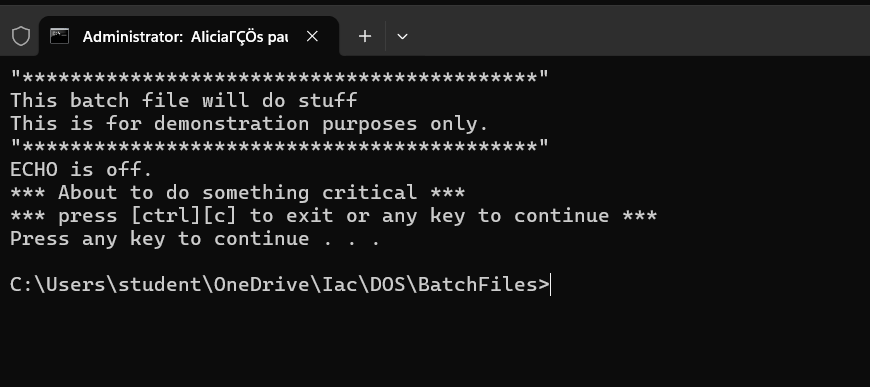 Administrator: AliciaΓÇÖs pau
"*******************************************"
This batch file will do stuff
This is for demonstration purposes only.
"*******************************************"
ECHO is off.
*** About to do something critical ***
*** press [ctrl][c] to exit or any key to continue ***
Press any key to continue . . .
C:\Users\student\OneDrive\Iac\DOS\BatchFiles>